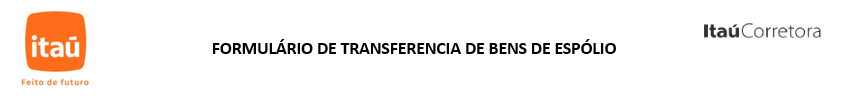 itaú
Feito de futuro
FORMULÁRIO DE TRANSFERENCIA DE BENS DE ESPÓLIO
ItaúCorretora